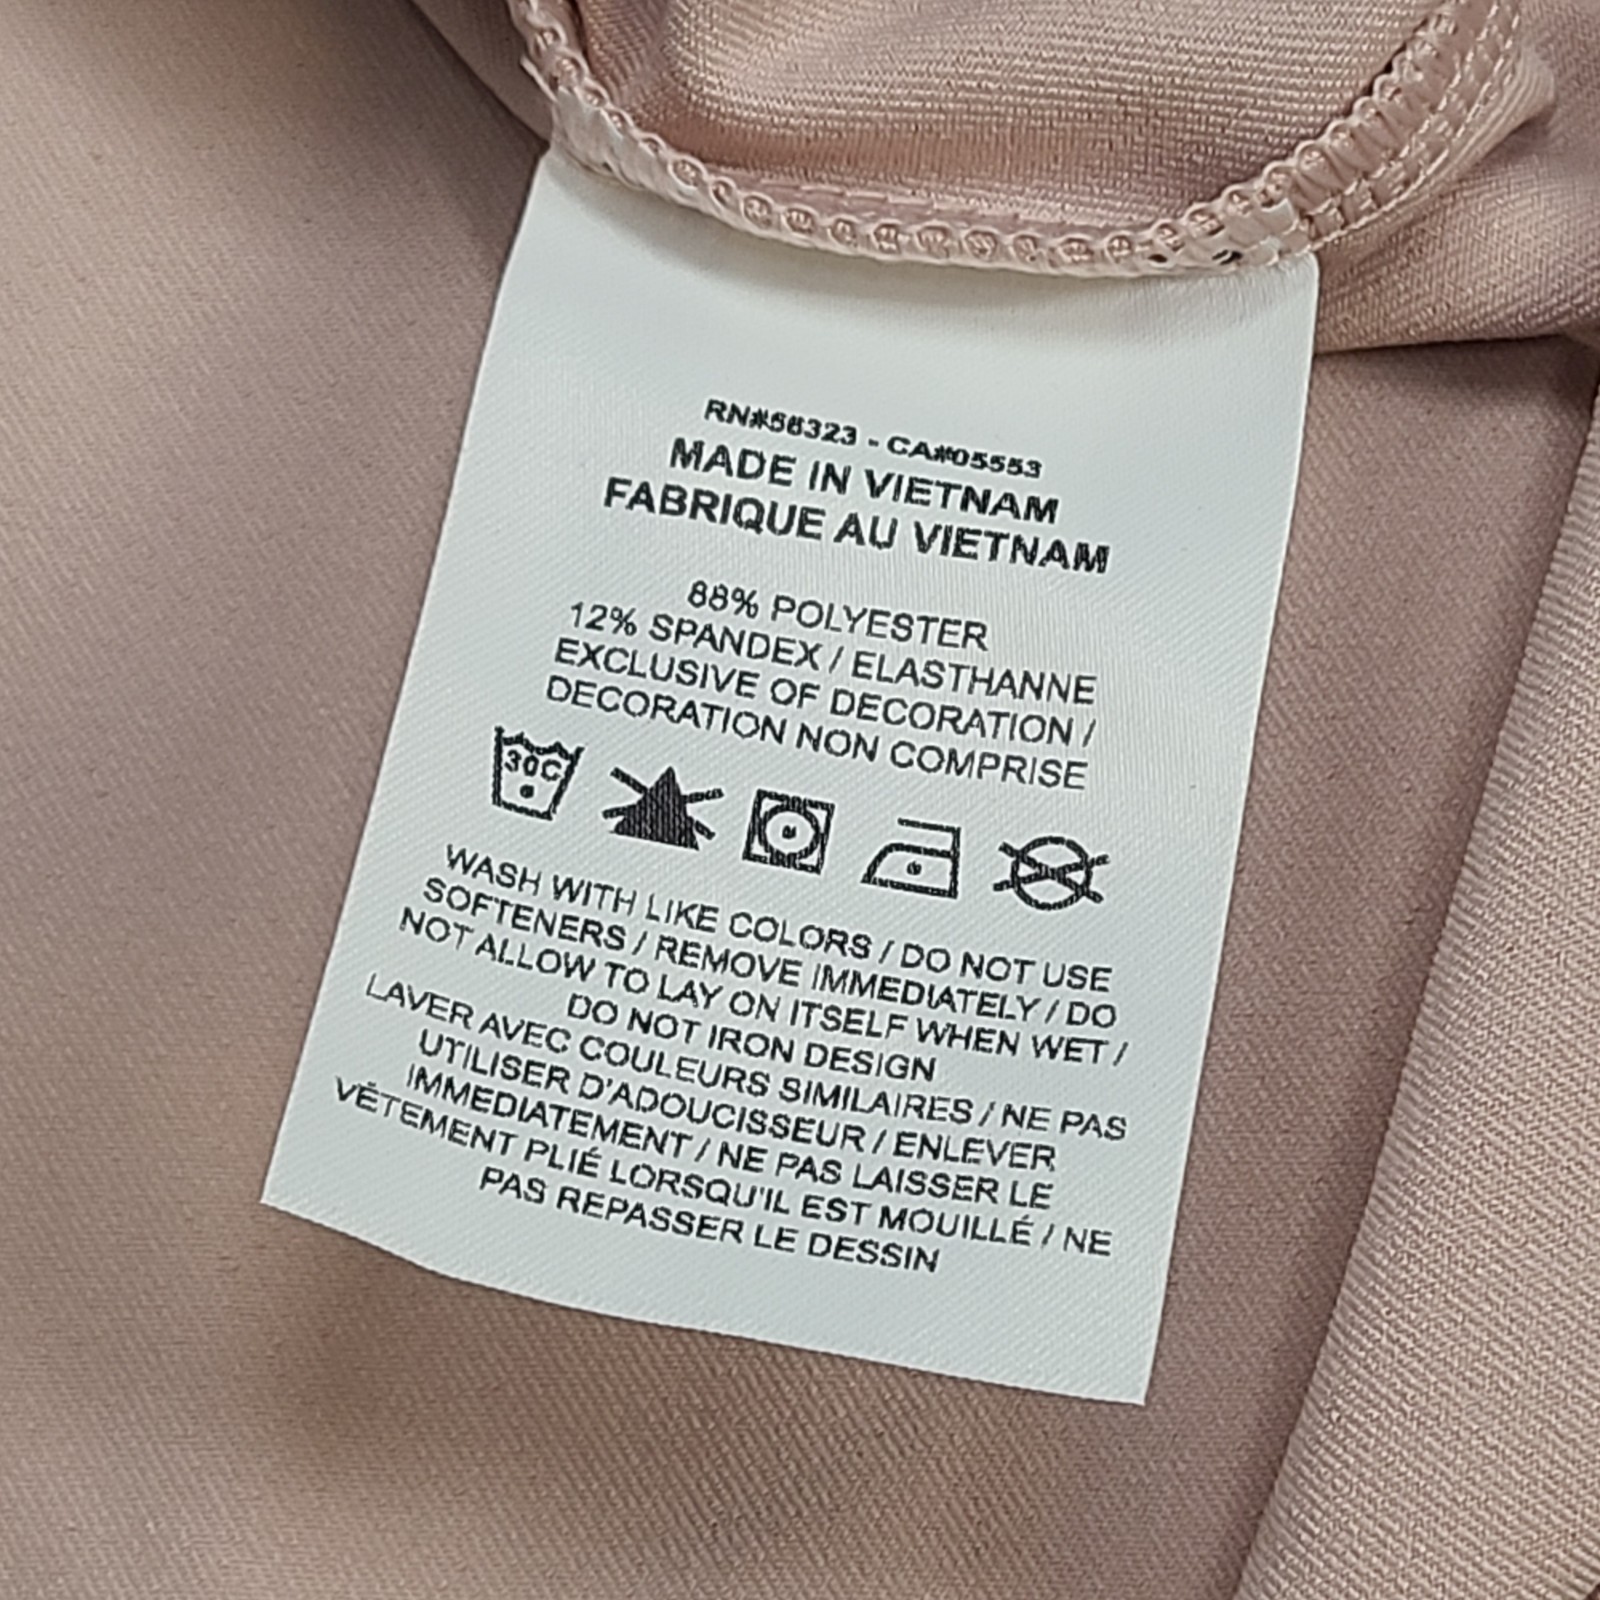 RN#56323 - CA#05553
MADE IN VIETNAM
FABRIQUE AU VIETNAM
88% POLYESTER
12% SPANDEX / ELASTHANNE
EXCLUSIVE OF DECORATION /
DECORATION NON COMPRISE
30C
WASH WITH LIKE COLORS / DO NOT USE
SOFTENERS / REMOVE IMMEDIATELY / DO
NOT ALLOW TO LAY ON ITSELF WHEN WET /
DO NOT IRON DESIGN
LAVER AVEC COULEURS SIMILAIRES / NE PAS
UTILISER D'ADOUCISSEUR / ENLEVER
IMMEDIATEMENT / NE PAS LAISSER LE
VÊTEMENT PLIÉ LORSQU'IL EST MOUILLÉ / NE
PAS REPASSER LE DESSIN